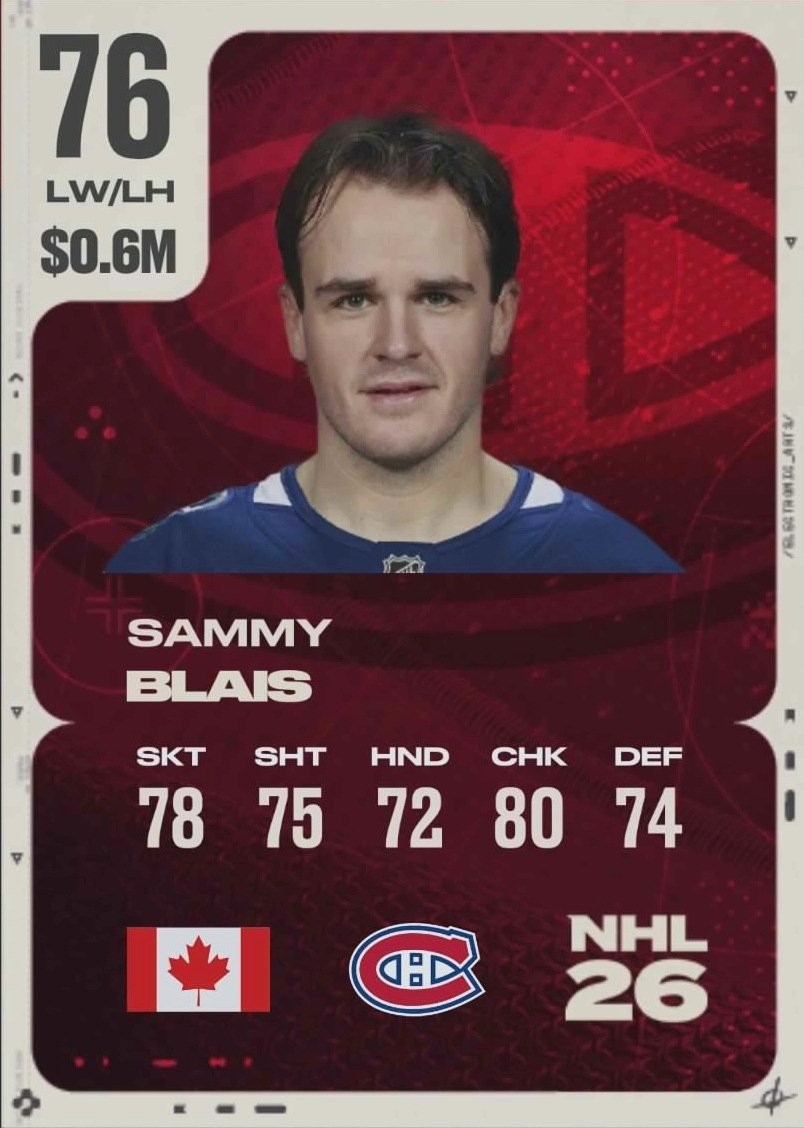 76
LW/LH
$0.6M
/ELECTRONIC_ARTS/
SAMMY
BLAIS
SKT SHT HND CHK DEF
78 75 72 80 74
NHL
26